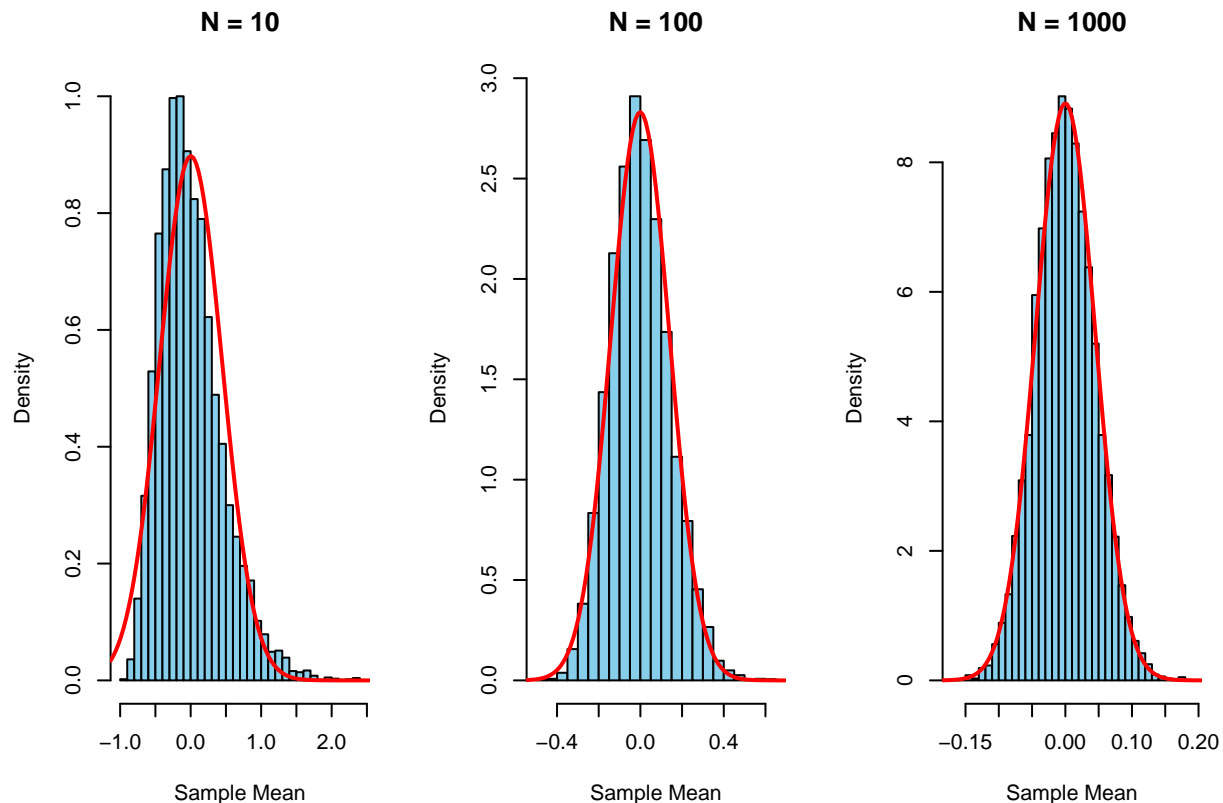 N = 10
N = 100
N = 1000
Density
0.0 0.2 0.4 0.6 0.8 1.0
−1.0 0.0 1.0 2.0
Sample Mean
Density
0.0 0.5 1.0 1.5 2.0 2.5 3.0
−0.4 0.0 0.4
Sample Mean
Density
0 2 4 6 8
−0.15 0.00 0.10 0.20
Sample Mean